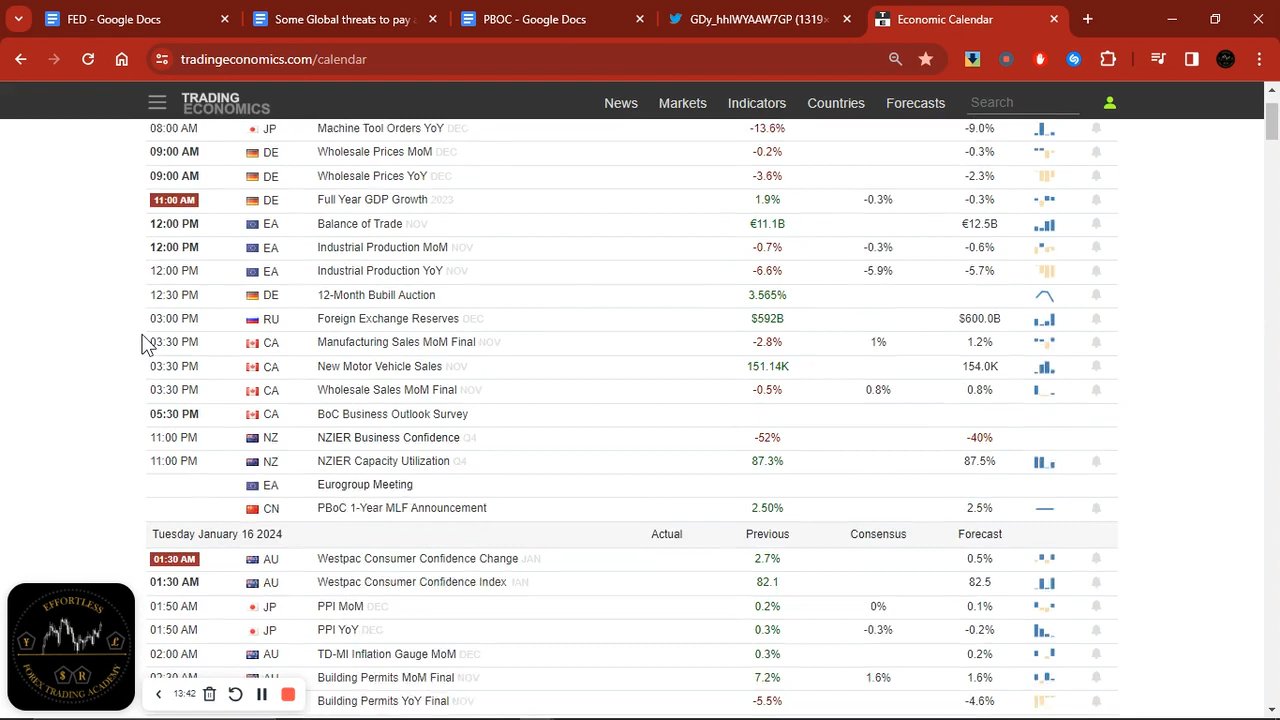 FED - Google Docs
Some Global threats to pay a
PBOC - Google Docs
Economic Calendar
tradingeconomics.com/calendar
TRADING ECONOMICS
News Markets Indicators Countries Forecasts Search
08:00 AM JP Machine Tool Orders YoY DEC -13.6% -9.0%
09:00 AM DE Wholesale Prices MoM DEC -0.2% -0.3%
09:00 AM DE Wholesale Prices YoY DEC -3.6% -2.3%
11:00 AM DE Full Year GDP Growth 2023 1.9% -0.3% -0.3%
12:00 PM EA Balance of Trade NOV €11.1B €12.5B
12:00 PM EA Industrial Production MoM NOV -0.7% -0.3% -0.6%
12:00 PM EA Industrial Production YoY NOV -6.6% -5.9% -5.7%
12:30 PM DE 12-Month Bubill Auction 3.565%
03:00 PM RU Foreign Exchange Reserves DEC $592B $600.0B
03:30 PM CA Manufacturing Sales MoM Final NOV -2.8% 1% 1.2%
03:30 PM CA New Motor Vehicle Sales NOV 151.14K 154.0K
03:30 PM CA Wholesale Sales MoM Final NOV -0.5% 0.8% 0.8%
05:30 PM CA BoC Business Outlook Survey
11:00 PM NZ NZIER Business Confidence Q4 -52% -40%
11:00 PM NZ NZIER Capacity Utilization Q4 87.3% 87.5%
EA Eurogroup Meeting
CN PBoC 1-Year MLF Announcement 2.50% 2.5%
Tuesday January 16 2024 Actual Previous Consensus Forecast
01:30 AM AU Westpac Consumer Confidence Change JAN 2.7% 0.5%
01:30 AM AU Westpac Consumer Confidence Index JAN 82.1 82.5
01:50 AM JP PPI MoM DEC 0.2% 0% 0.1%
01:50 AM JP PPI YoY DEC 0.3% -0.3% -0.2%
02:00 AM AU TD-MI Inflation Gauge MoM DEC 0.3% 0.2%
02:30 AM AU Building Permits MoM Final NOV 1.6% 1.6%
Building Permits YoY Final NOV -4.6%
EFFORTLESS
FOREX TRADING ACADEMY
¥ £ $ R
13:42